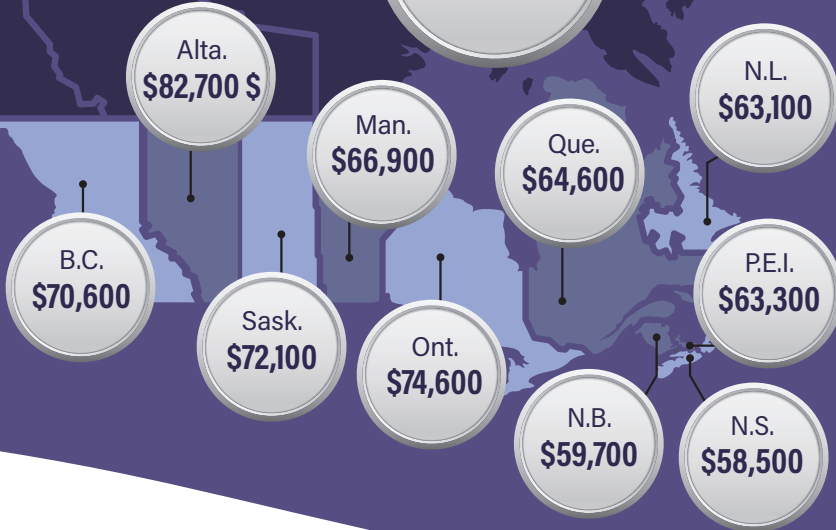 Alta.
$82,700 $
N.L.
$63,100
Man.
$66,900
Que.
$64,600
B.C.
$70,600
P.E.I.
$63,300
Sask.
$72,100
Ont.
$74,600
N.B.
$59,700
N.S.
$58,500